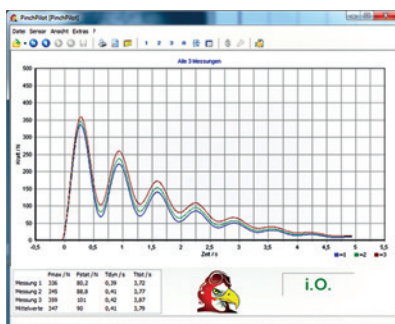 PinchPilot [PinchPilot]
Datei Sensor Ansicht Extras ?
1 2 3 R
Alle 3 Messungen
Kraft / N
500
450
400
350
300
250
200
150
100
50
0
-0,5 0 0,5 1 1,5 2 2,5 3 3,5 4 4,5 5 5,5
Zeit / s
=1 =2 =3
Fmax / N Fstat / N Tdyn / s Tstat / s
Messung 1 336 80,2 0,39 3,72
Messung 2 345 88,8 0,41 3,77
Messung 3 359 101 0,42 3,87
Mittelwerte 347 90 0,41 3,79
i.O.